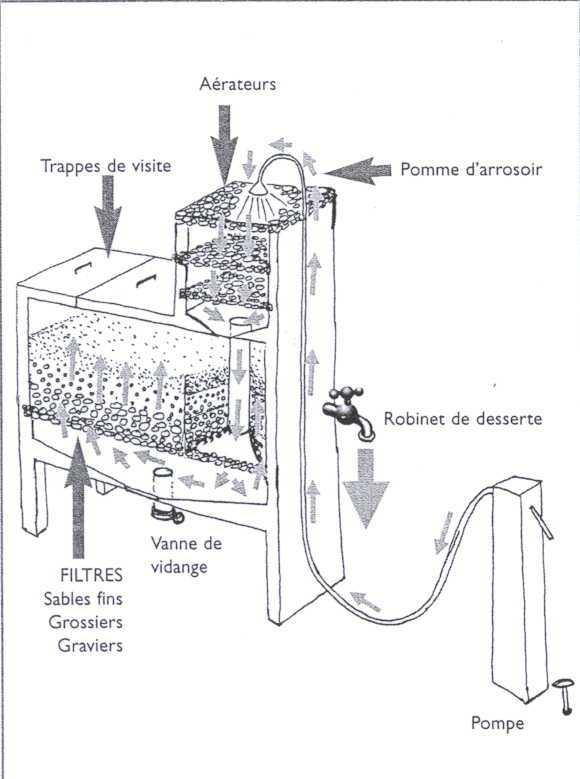 Aérateurs
Trappes de visite
Pomme d'arrosoir
Robinet de desserte
Vanne de
vidange
FILTRES
Sables fins
Grossiers
Graviers
Pompe